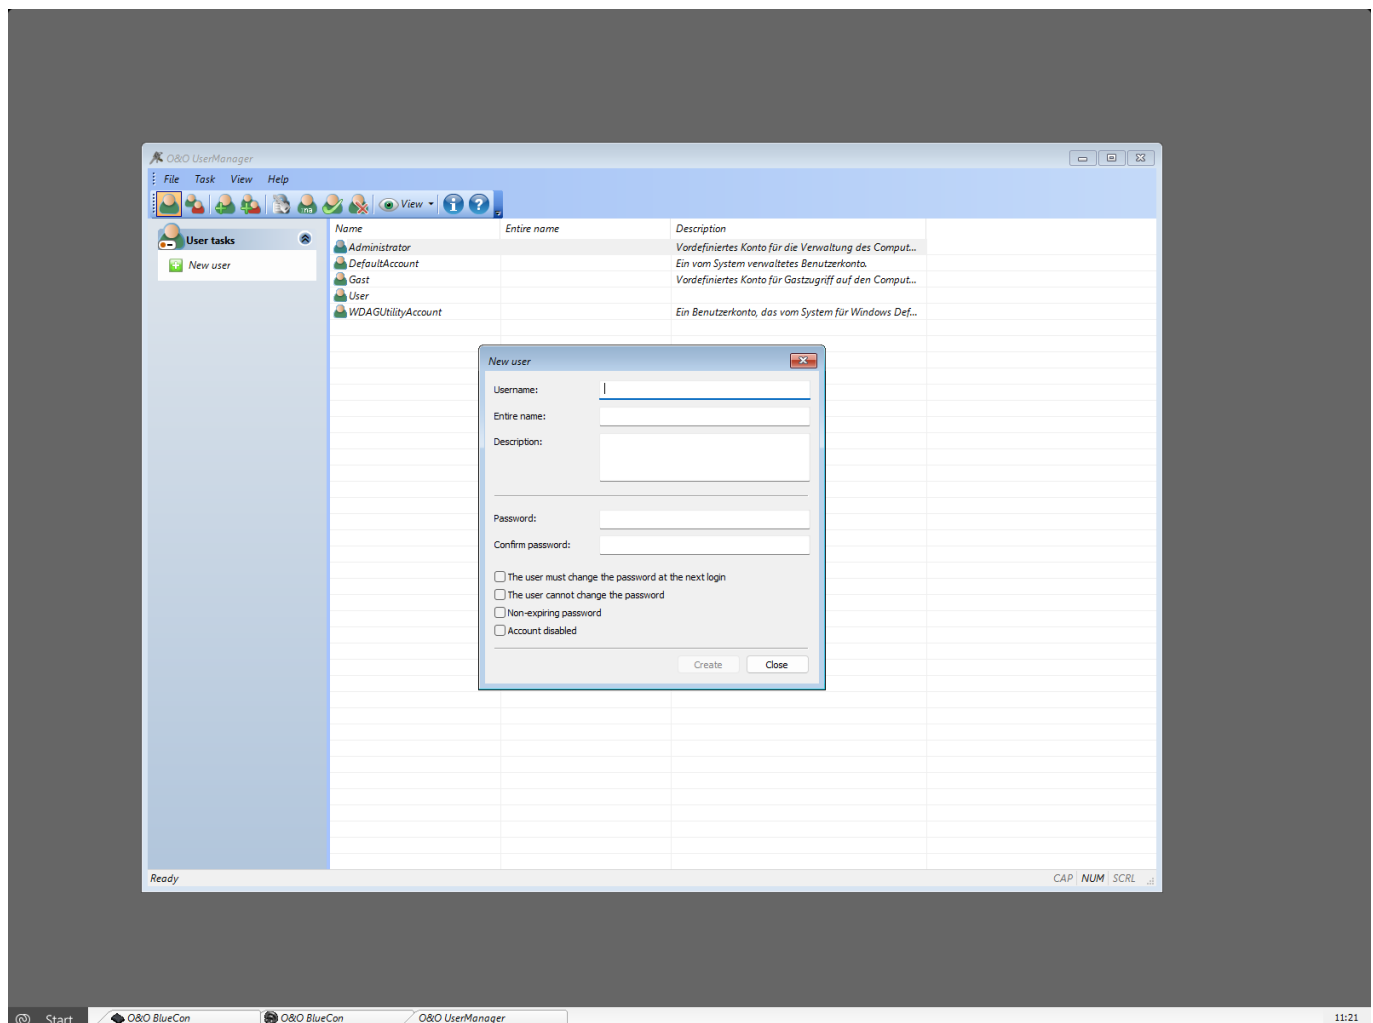 O&O UserManager
File Task View Help
View
User tasks
New user
Name Entire name Description
Administrator Vordefiniertes Konto für die Verwaltung des Comput...
DefaultAccount Ein vom System verwaltetes Benutzerkonto.
Gast Vordefiniertes Konto für Gastzugriff auf den Comput...
User
WDAGUtilityAccount Ein Benutzerkonto, das vom System für Windows Def...
New user
Username:
Entire name:
Description:
Password:
Confirm password:
The user must change the password at the next login
The user cannot change the password
Non-expiring password
Account disabled
Create Close
Ready CAP NUM SCRL
Start O&O BlueCon O&O BlueCon O&O UserManager 11:21